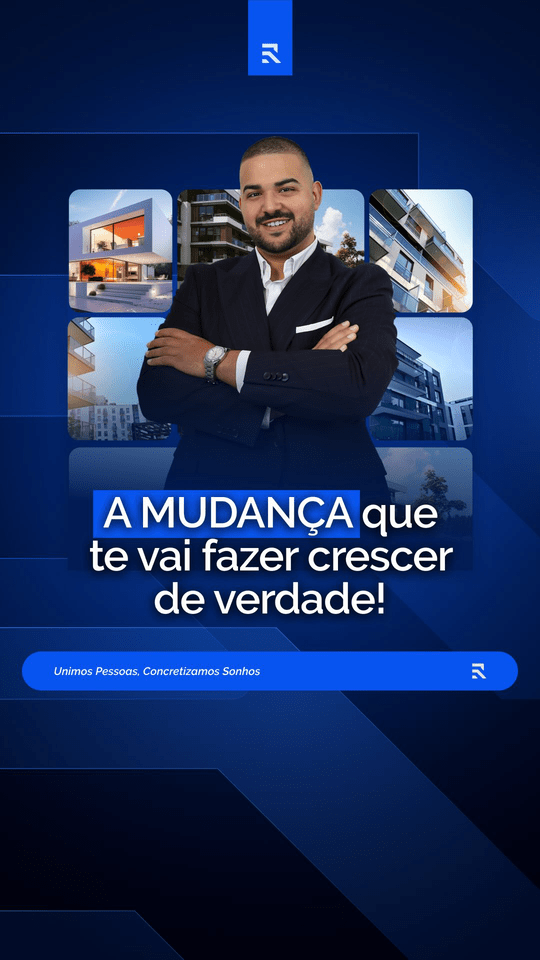 A MUDANÇA que
te vai fazer crescer
de verdade!
Unimos Pessoas, Concretizamos Sonhos